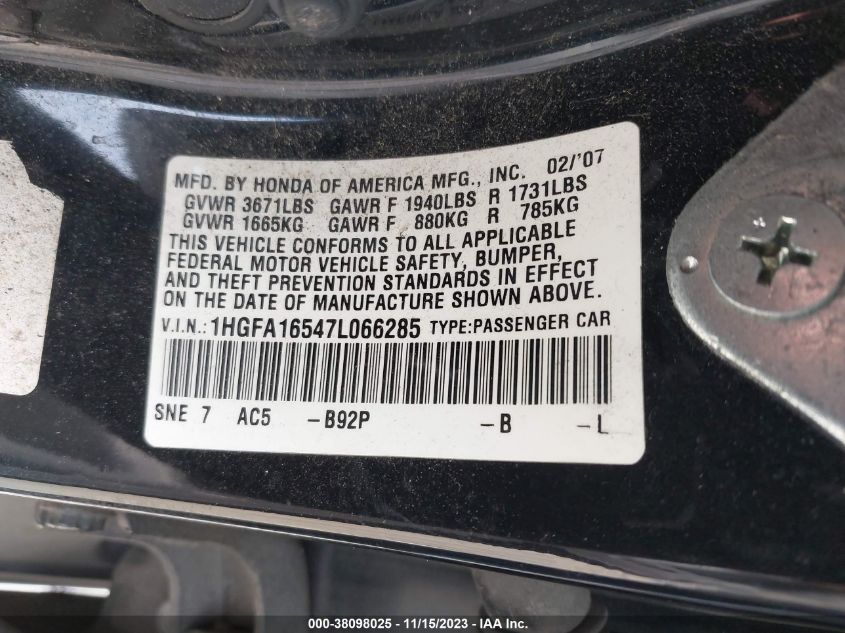 MFD. BY HONDA OF AMERICA MFG., INC. 02/'07
GVWR 3671LBS GAWR F 1940LBS R 1731LBS
GVWR 1665KG GAWR F 880KG R 785KG
THIS VEHICLE CONFORMS TO ALL APPLICABLE
FEDERAL MOTOR VEHICLE SAFETY, BUMPER,
AND THEFT PREVENTION STANDARDS IN EFFECT
ON THE DATE OF MANUFACTURE SHOWN ABOVE.
V.I.N.: 1HGFA16547L066285 TYPE:PASSENGER CAR
SNE 7 AC5 -B92P -B -L
000-38098025 - 11/15/2023 - IAA Inc.